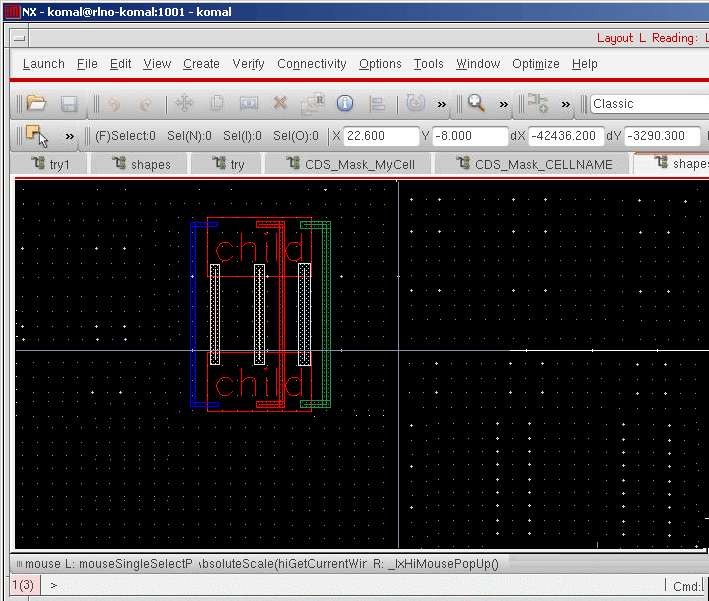 NX - komal@rlno-komal:1001 - komal
Layout L Reading: L
Launch File Edit View Create Verify Connectivity Options Tools Window Optimize Help
» » » Classic
» (F)Select:0 Sel(N):0 Sel(I):0 Sel(O):0 X 22.600 Y -8.000 dX -42436.200 dY -3290.300
try1 shapes try CDS_Mask_MyCell CDS_Mask_CELLNAME shapes
child
child
mouse L: mouseSingleSelectP \bsoluteScale(hiGetCurrentWir R: _lxHiMousePopUp()
1(3) > Cmd: